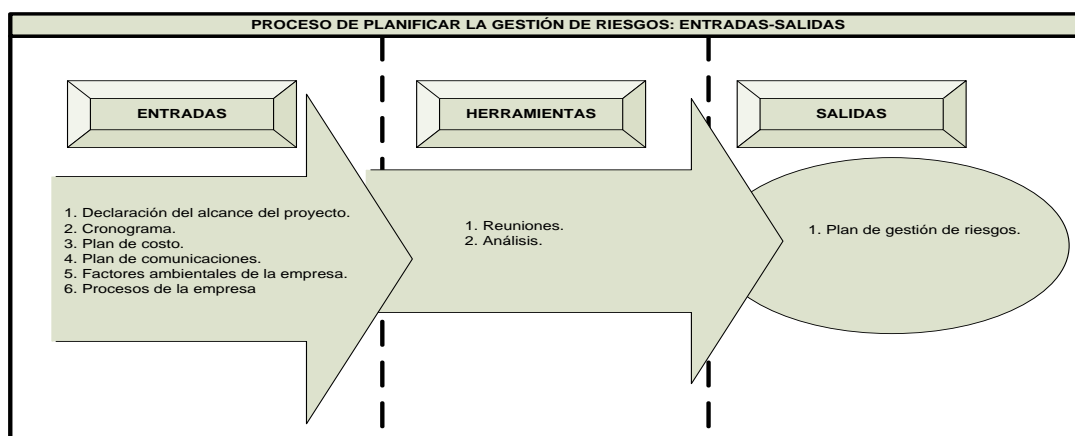 PROCESO DE PLANIFICAR LA GESTIÓN DE RIESGOS: ENTRADAS-SALIDAS
ENTRADAS
1. Declaración del alcance del proyecto.
2. Cronograma.
3. Plan de costo.
4. Plan de comunicaciones.
5. Factores ambientales de la empresa.
6. Procesos de la empresa
HERRAMIENTAS
1. Reuniones.
2. Análisis.
SALIDAS
1. Plan de gestión de riesgos.